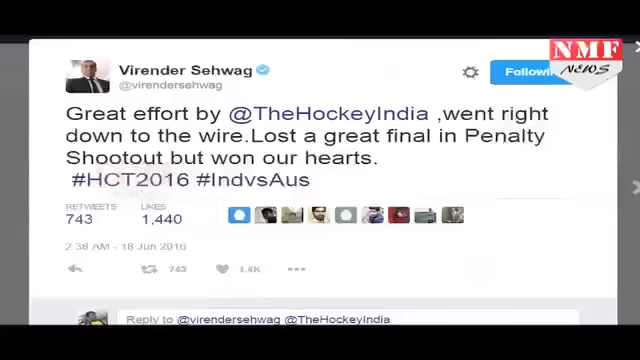 NMF
NEWS
Virender Sehwag
@virendersehwag
Following
Great effort by @TheHockeyIndia ,went right
down to the wire.Lost a great final in Penalty
Shootout but won our hearts.
#HCT2016 #IndvsAus
RETWEETS LIKES
743 1,440
2:38 AM - 18 Jun 2016
743 1.4K
Reply to @virendersehwag @TheHockeyIndia